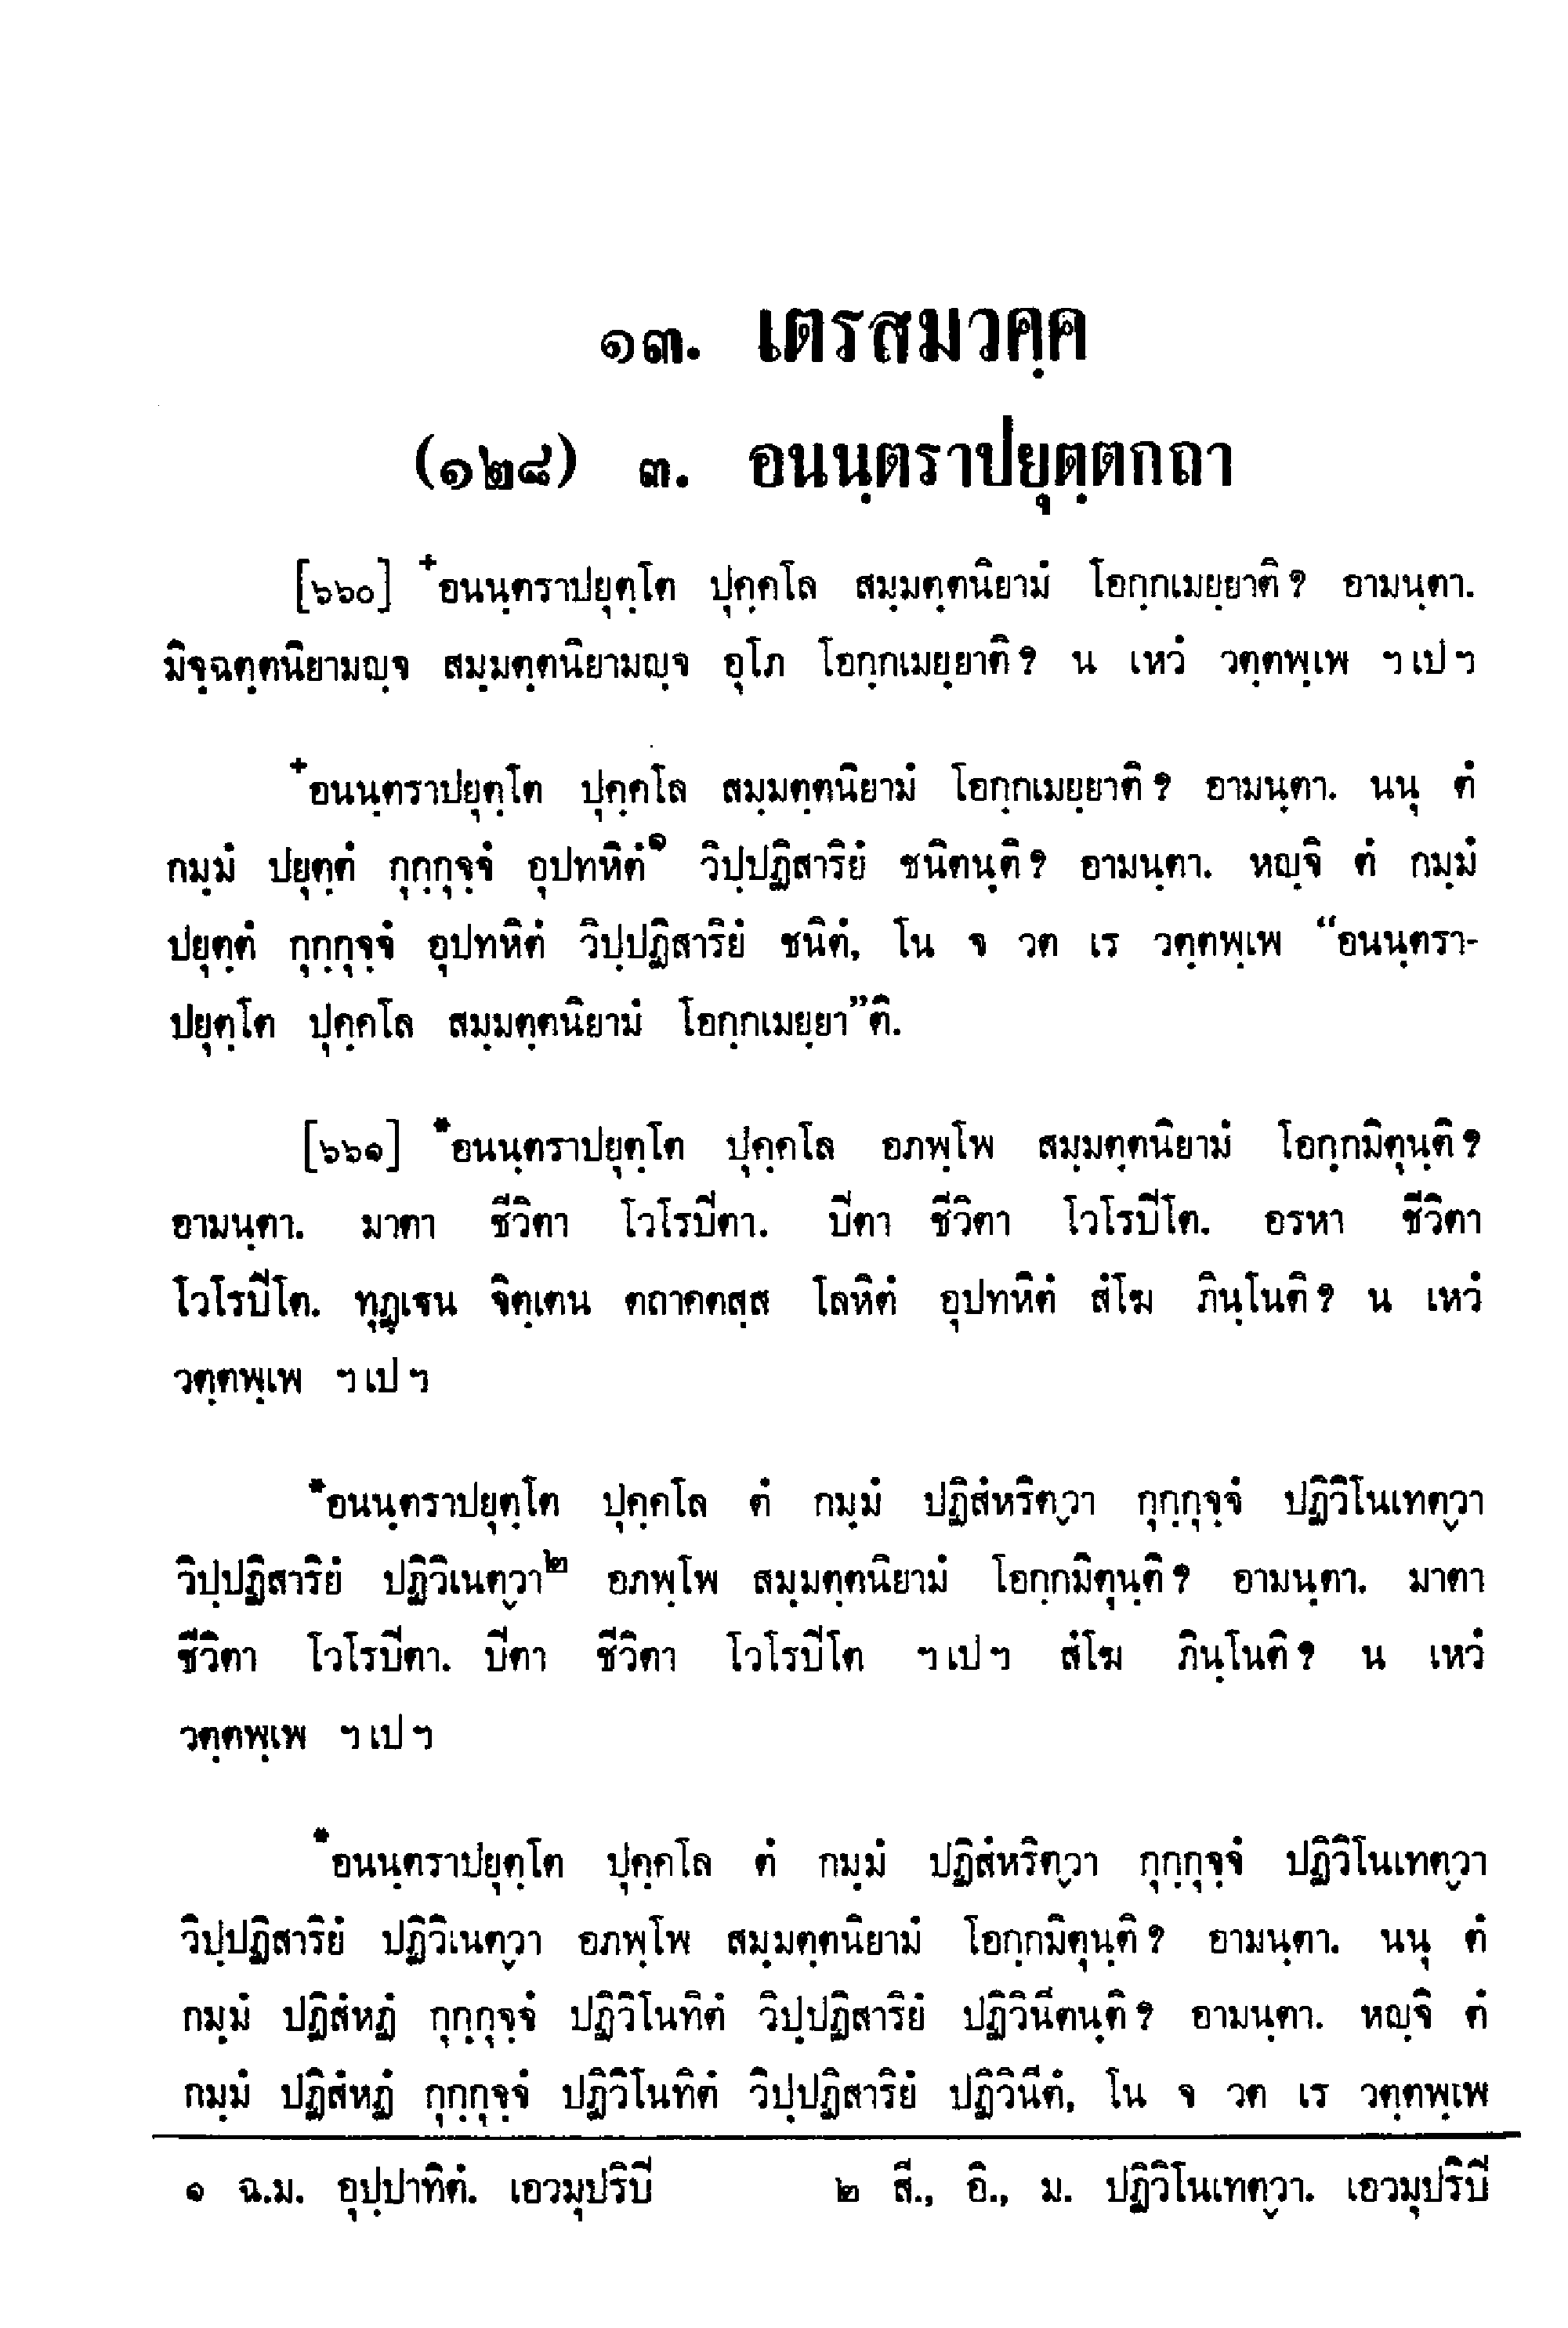 ๑๓. เตรสมวคฺค
(๑๒๘) ๓. อนนฺตราปยุตฺตกถา
[๖๖๐] ⁺อนนฺตราปยุตฺโต ปุคฺคโล สมฺมตฺตนิยามํ โอกฺกเมยฺยาติ? อามนฺตา.
มิจฺฉตฺตนิยามญฺจ สมฺมตฺตนิยามญฺจ อุโภ โอกฺกเมยฺยาติ? น เหวํ วตฺตพฺเพ ฯเปฯ
⁺อนนฺตราปยุตฺโต ปุคฺคโล สมฺมตฺตนิยามํ โอกฺกเมยฺยาติ? อามนฺตา. นนุ ตํ
กมฺมํ ปยุตฺตํ กุกฺกุจฺจํ อุปทหิตํ๑ วิปฺปฏิสาริยํ ชนิตนฺติ? อามนฺตา. หญฺจิ ตํ กมฺมํ
ปยุตฺตํ กุกฺกุจฺจํ อุปทหิตํ วิปฺปฏิสาริยํ ชนิตํ, โน จ วต เร วตฺตพฺเพ “อนนฺตรา-
ปยุตฺโต ปุคฺคโล สมฺมตฺตนิยามํ โอกฺกเมยฺยา”ติ.
[๖๖๑] *อนนฺตราปยุตฺโต ปุคฺคโล อภพฺโพ สมฺมตฺตนิยามํ โอกฺกมิตุนฺติ?
อามนฺตา. มาตา ชีวิตา โวโรปิตา. ปิตา ชีวิตา โวโรปิโต. อรหา ชีวิตา
โวโรปิโต. ทุฏฺเฐน จิตฺเตน ตถาคตสฺส โลหิตํ อุปทหิตํ สํโฆ ภินฺโนติ? น เหวํ
วตฺตพฺเพ ฯเปฯ
*อนนฺตราปยุตฺโต ปุคฺคโล ตํ กมฺมํ ปฏิสํหริตฺวา กุกฺกุจฺจํ ปฏิวิโนเทตฺวา
วิปฺปฏิสาริยํ ปฏิวิเนตฺวา๒ อภพฺโพ สมฺมตฺตนิยามํ โอกฺกมิตุนฺติ? อามนฺตา. มาตา
ชีวิตา โวโรปิตา. ปิตา ชีวิตา โวโรปิโต ฯเปฯ สํโฆ ภินฺโนติ? น เหวํ
วตฺตพฺเพ ฯเปฯ
*อนนฺตราปยุตฺโต ปุคฺคโล ตํ กมฺมํ ปฏิสํหริตฺวา กุกฺกุจฺจํ ปฏิวิโนเทตฺวา
วิปฺปฏิสาริยํ ปฏิวิเนตฺวา อภพฺโพ สมฺมตฺตนิยามํ โอกฺกมิตุนฺติ? อามนฺตา. นนุ ตํ
กมฺมํ ปฏิสํหฏํ กุกฺกุจฺจํ ปฏิวิโนทิตํ วิปฺปฏิสาริยํ ปฏิวินีตนฺติ? อามนฺตา. หญฺจิ ตํ
กมฺมํ ปฏิสํหฏํ กุกฺกุจฺจํ ปฏิวิโนทิตํ วิปฺปฏิสาริยํ ปฏิวินีตํ, โน จ วต เร วตฺตพฺเพ
๑ ฉ.ม. อุปฺปาทิตํ. เอวมุปริปิ ๒ สี., อิ., ม. ปฏิวิโนเทตฺวา. เอวมุปริปิ